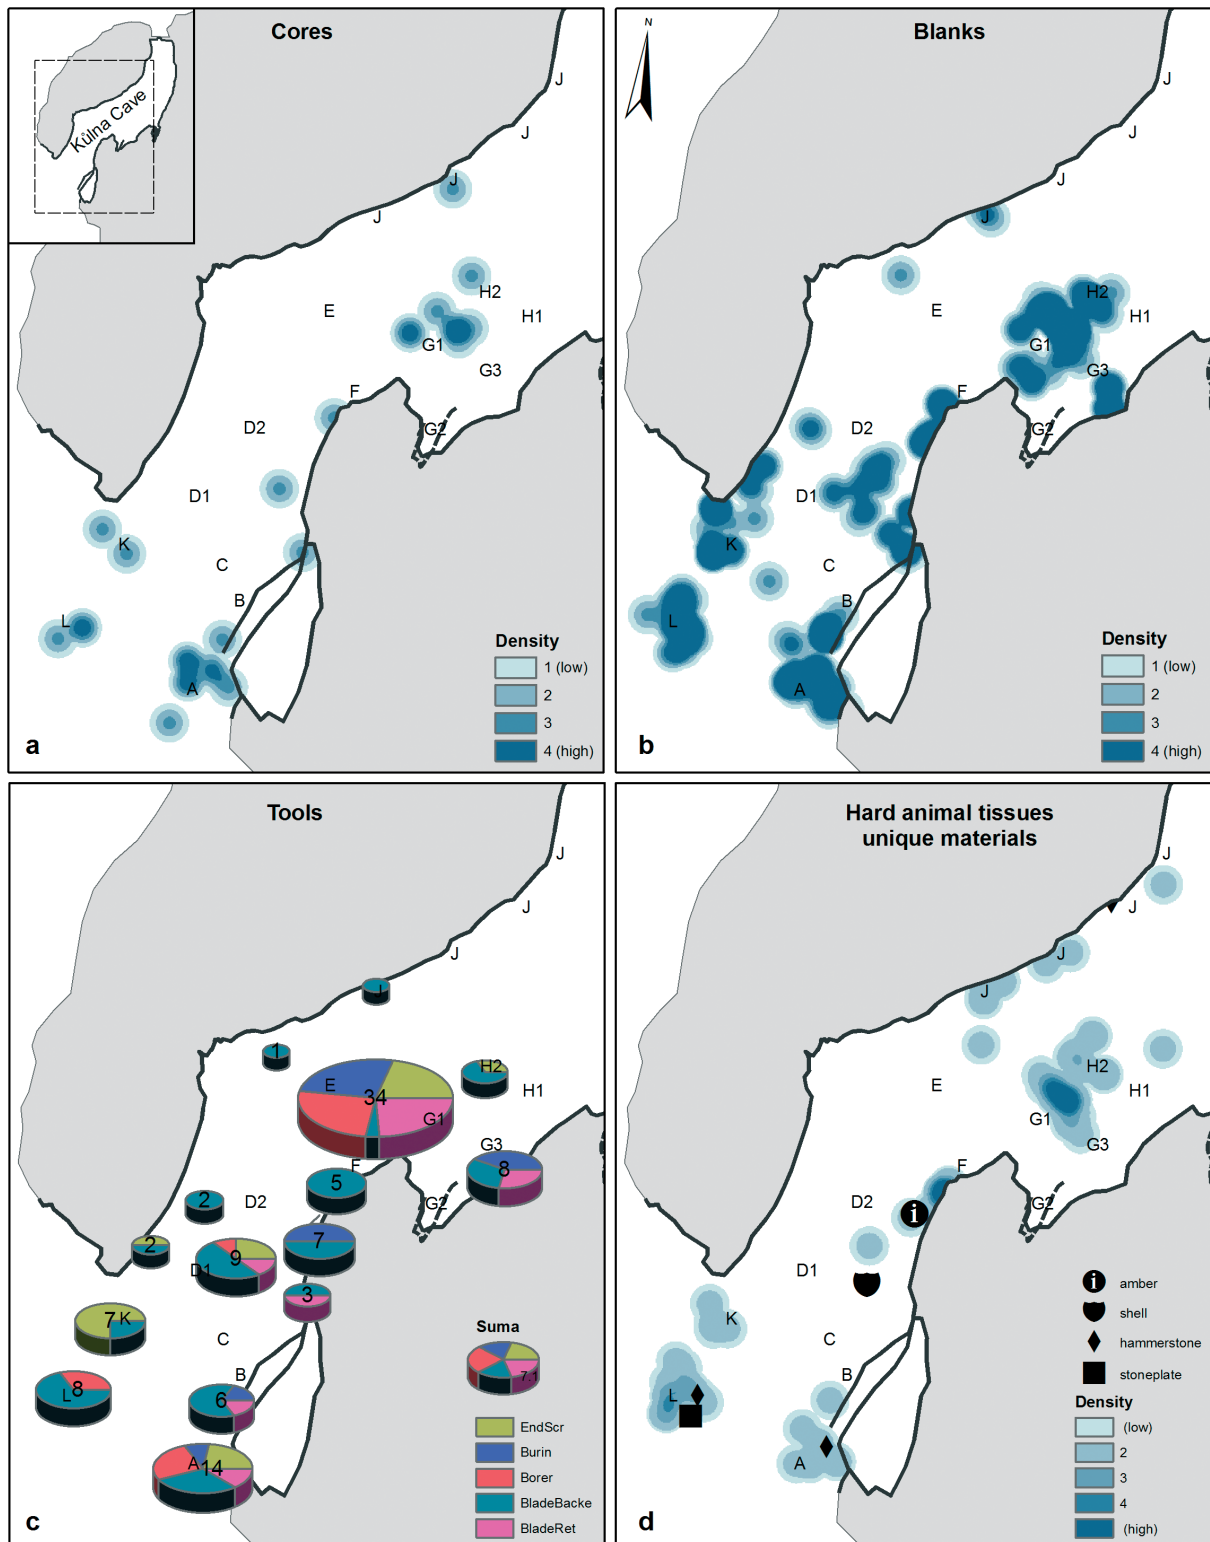 Cores
Kůlna Cave
J
J
J
J
H2
E
H1
G1
G3
F
D2
G2
D1
K
C
B
L
A
Density
1 (low)
2
3
4 (high)
a
Blanks
N
J
J
J
J
H2
E
H1
G1
G3
F
D2
G2
D1
K
C
B
L
A
Density
1 (low)
2
3
4 (high)
b
Tools
J
J
J
J
1
E
34
H2
H1
G1
G3
F
8
5
2
D2
G2
2
7
9
D1
3
7
K
C
B
8
L
6
A
14
Suma
7.1
EndScr
Burin
Borer
BladeBacke
BladeRet
c
Hard animal tissues
unique materials
J
J
J
J
H2
E
H1
G1
G3
F
D2
G2
i
D1
K
C
B
L
A
i amber
shell
hammerstone
stoneplate
Density
(low)
2
3
4
(high)
d